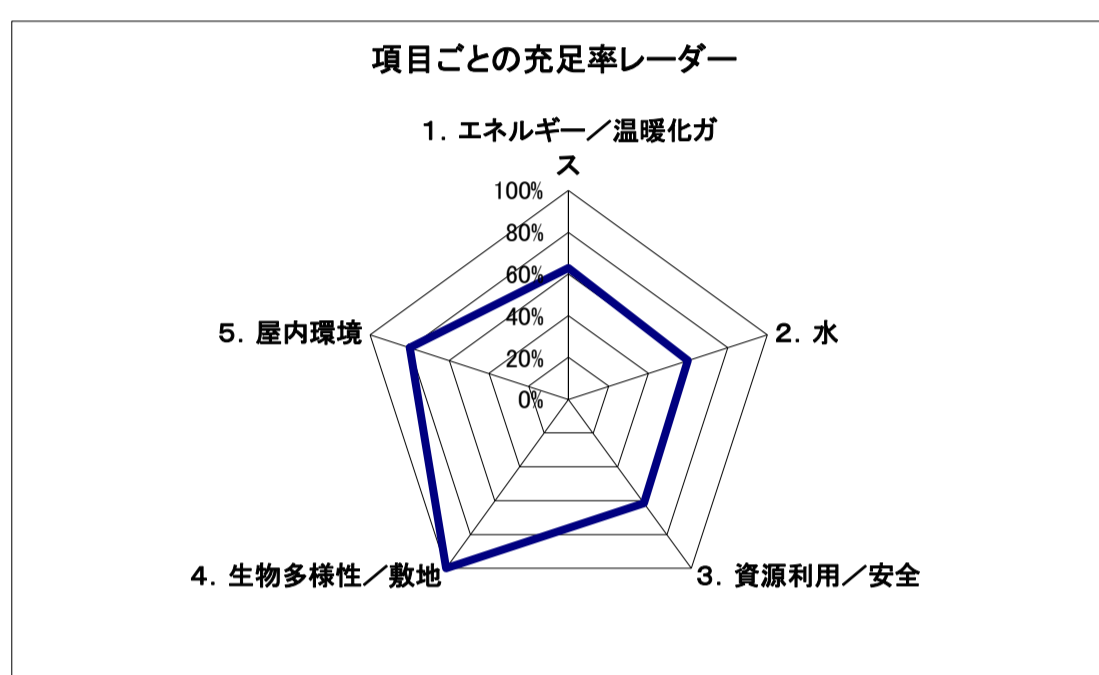 項目ごとの充足率レーダー
1．エネルギー／温暖化ガ
ス
100%
80%
60%
40%
20%
0%
2．水
3．資源利用／安全
4．生物多様性／敷地
5．屋内環境